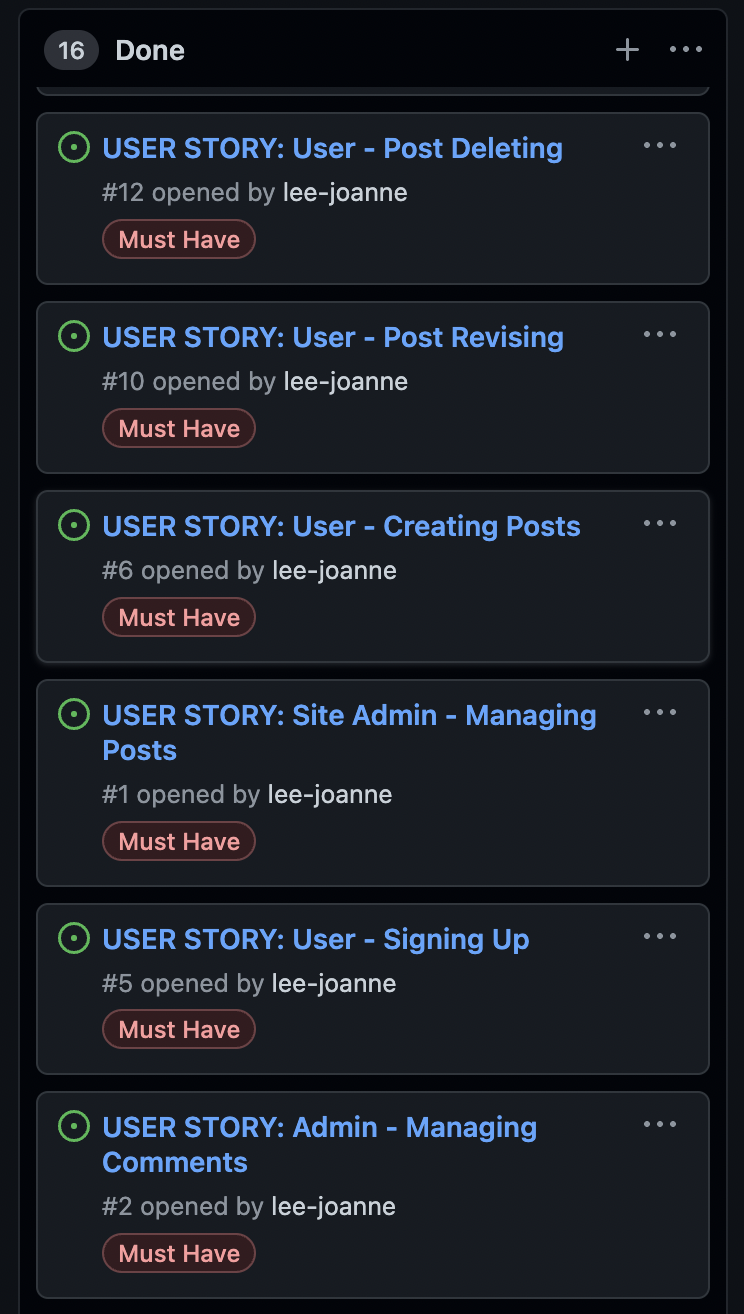 16 Done
USER STORY: User - Post Deleting
#12 opened by lee-joanne
Must Have
USER STORY: User - Post Revising
#10 opened by lee-joanne
Must Have
USER STORY: User - Creating Posts
#6 opened by lee-joanne
Must Have
USER STORY: Site Admin - Managing
Posts
#1 opened by lee-joanne
Must Have
USER STORY: User - Signing Up
#5 opened by lee-joanne
Must Have
USER STORY: Admin - Managing
Comments
#2 opened by lee-joanne
Must Have